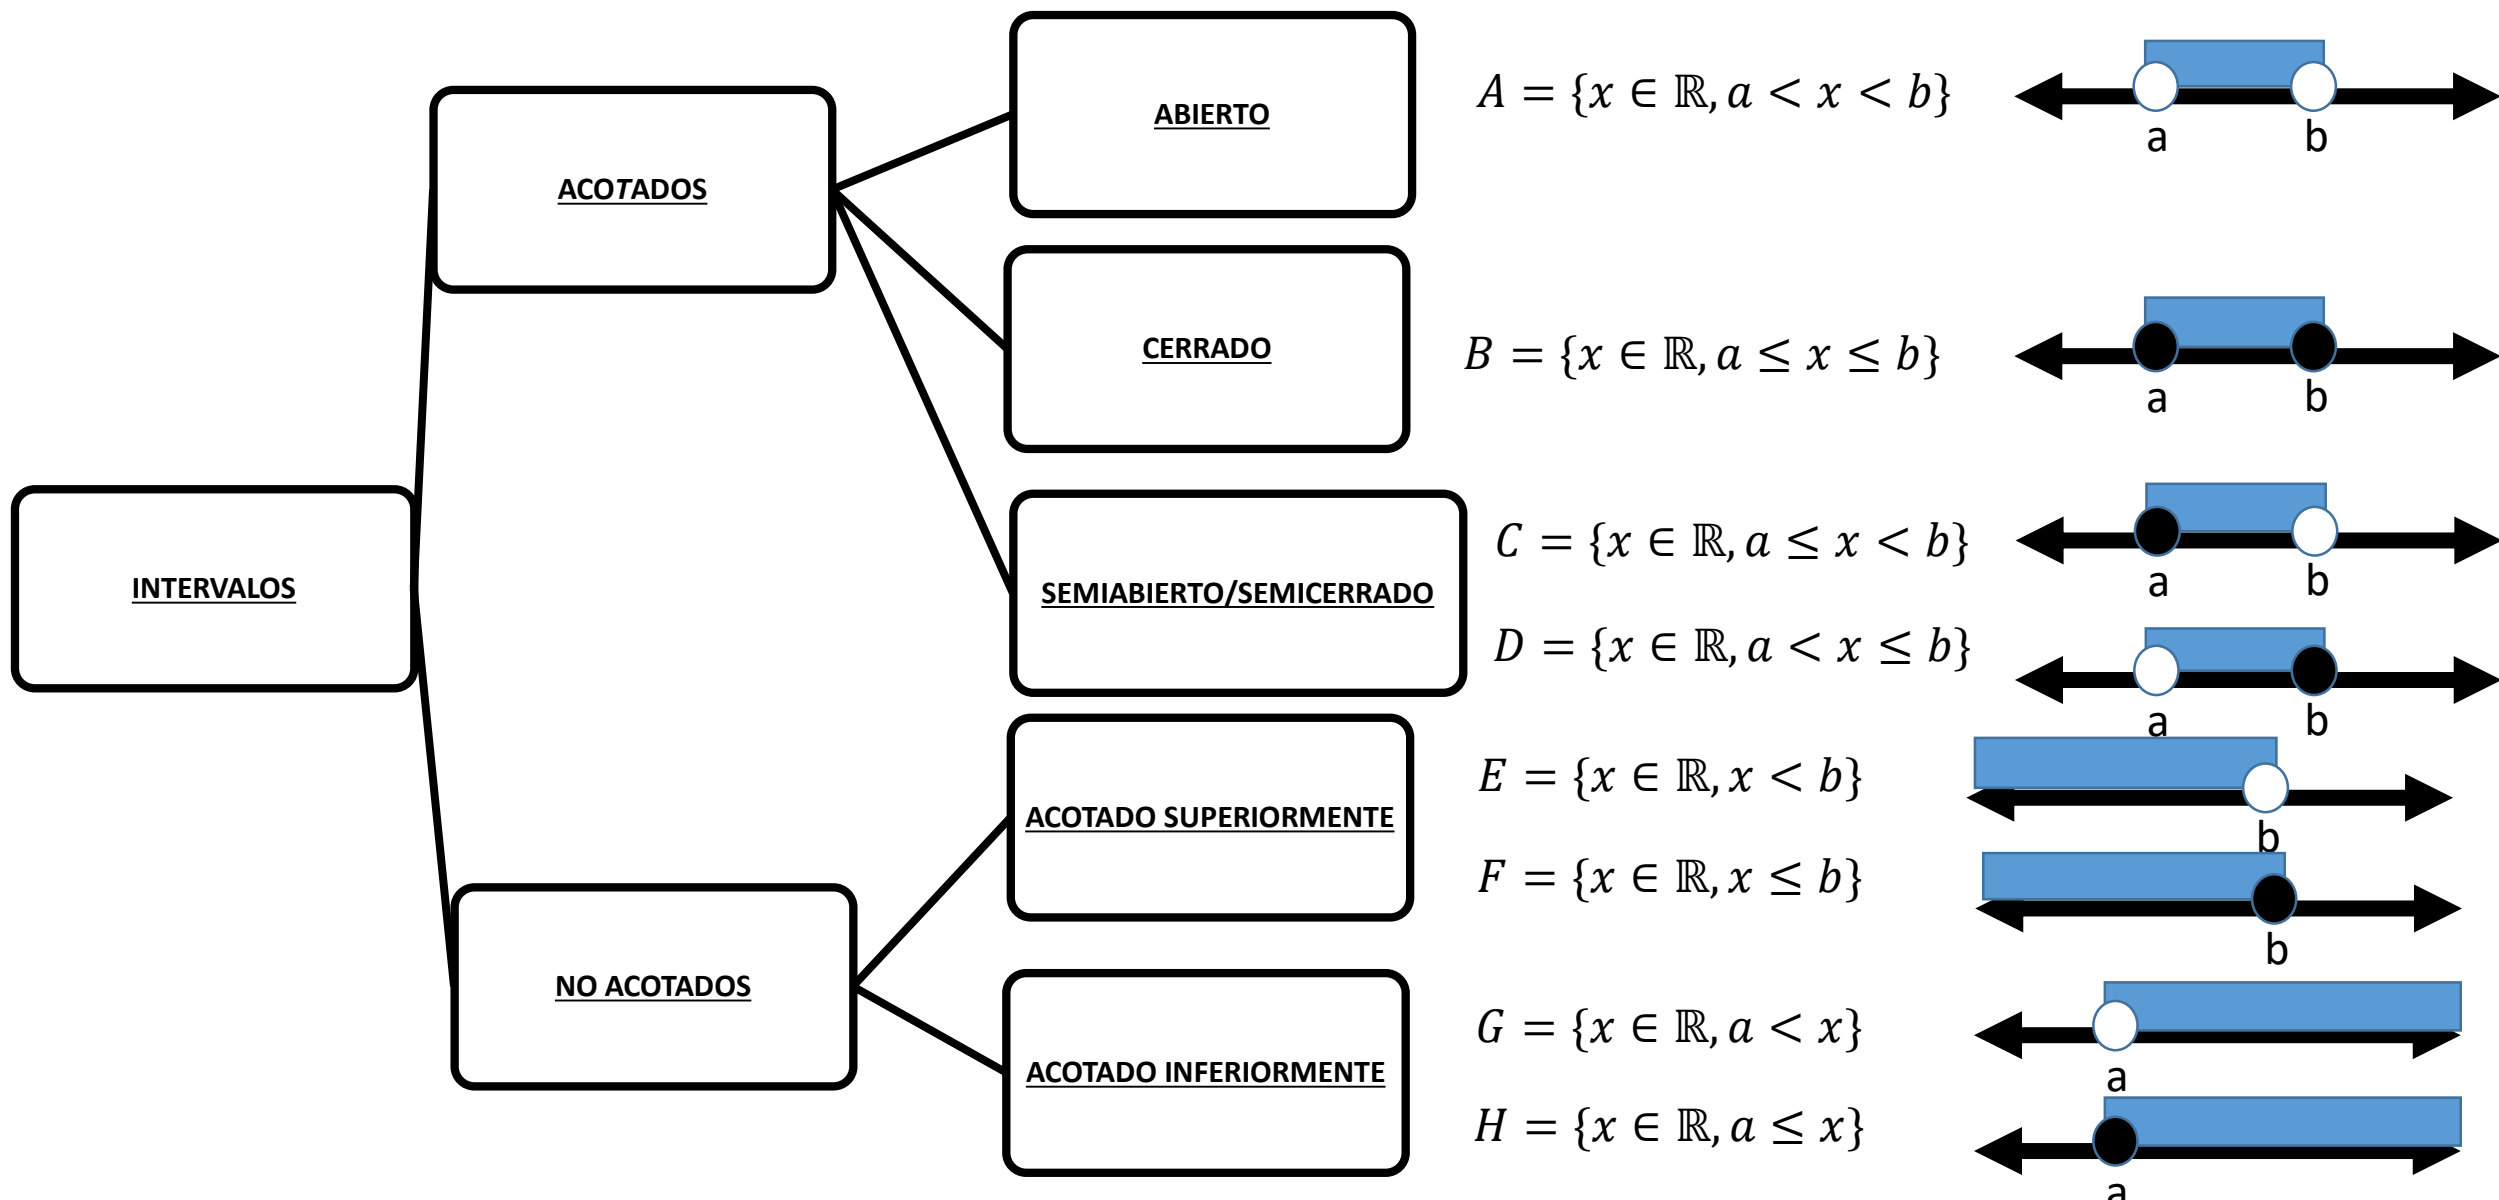 INTERVALOS
ACOTADOS
ABIERTO
A = {x ∈ ℝ, a < x < b}
a b
CERRADO
B = {x ∈ ℝ, a ≤ x ≤ b}
a b
SEMIABIERTO/SEMICERRADO
C = {x ∈ ℝ, a ≤ x < b}
a b
D = {x ∈ ℝ, a < x ≤ b}
a b
NO ACOTADOS
ACOTADO SUPERIORMENTE
E = {x ∈ ℝ, x < b}
b
F = {x ∈ ℝ, x ≤ b}
b
ACOTADO INFERIORMENTE
G = {x ∈ ℝ, a < x}
a
H = {x ∈ ℝ, a ≤ x}
a